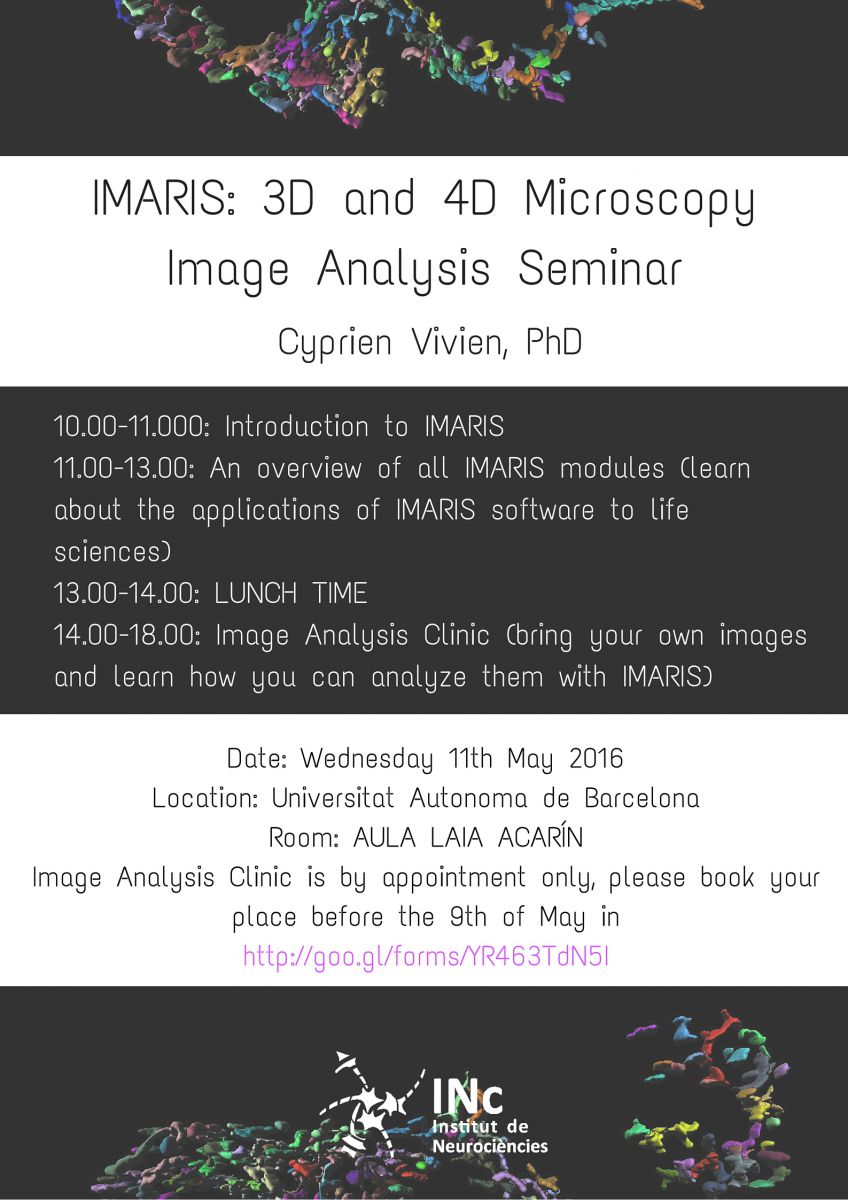 IMARIS: 3D and 4D Microscopy
Image Analysis Seminar
Cyprien Vivien, PhD
10.00-11.000: Introduction to IMARIS
11.00-13.00: An overview of all IMARIS modules (learn
about the applications of IMARIS software to life
sciences)
13.00-14.00: LUNCH TIME
14.00-18.00: Image Analysis Clinic (bring your own images
and learn how you can analyze them with IMARIS)
Date: Wednesday 11th May 2016
Location: Universitat Autonoma de Barcelona
Room: AULA LAIA ACARÍN
Image Analysis Clinic is by appointment only, please book your
place before the 9th of May in
http://goo.gl/forms/YR463TdN5I
INc
Institut de
Neurociències